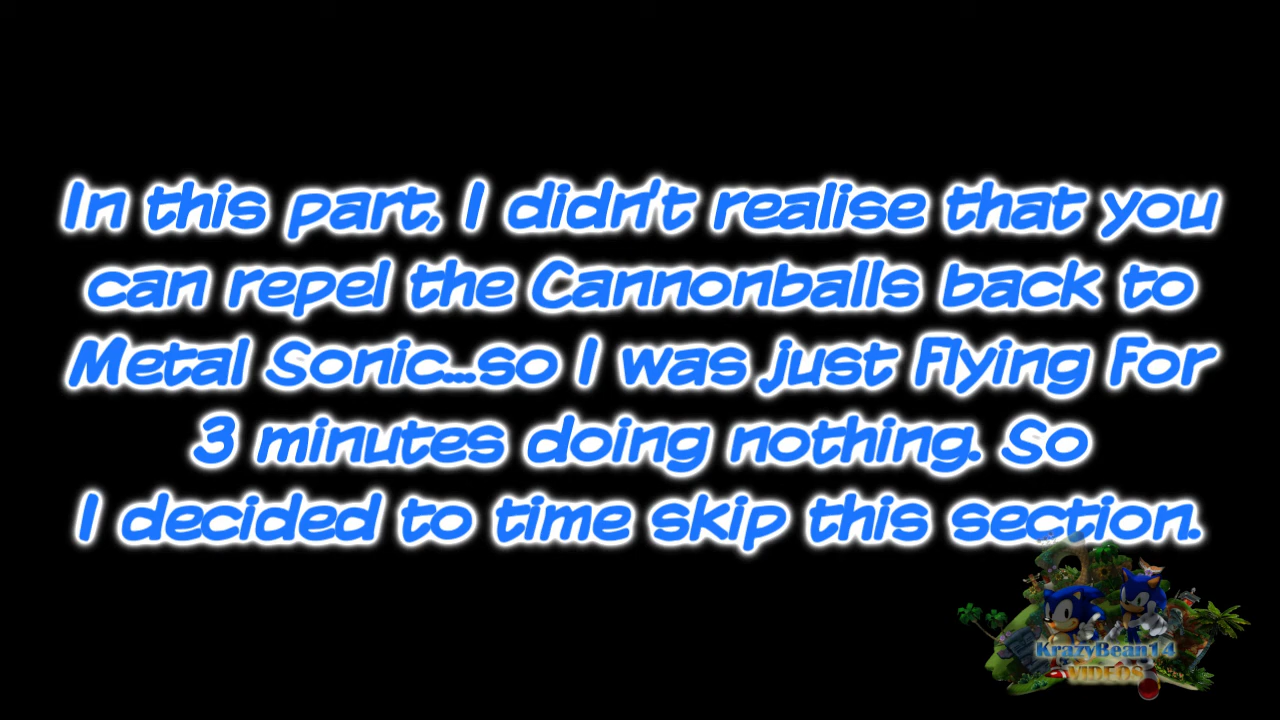 In this part, I didn't realise that you
can repel the Cannonballs back to
Metal Sonic...so I was just flying for
3 minutes doing nothing. So
I decided to time skip this section.
KrazyBean14
VIDEOS